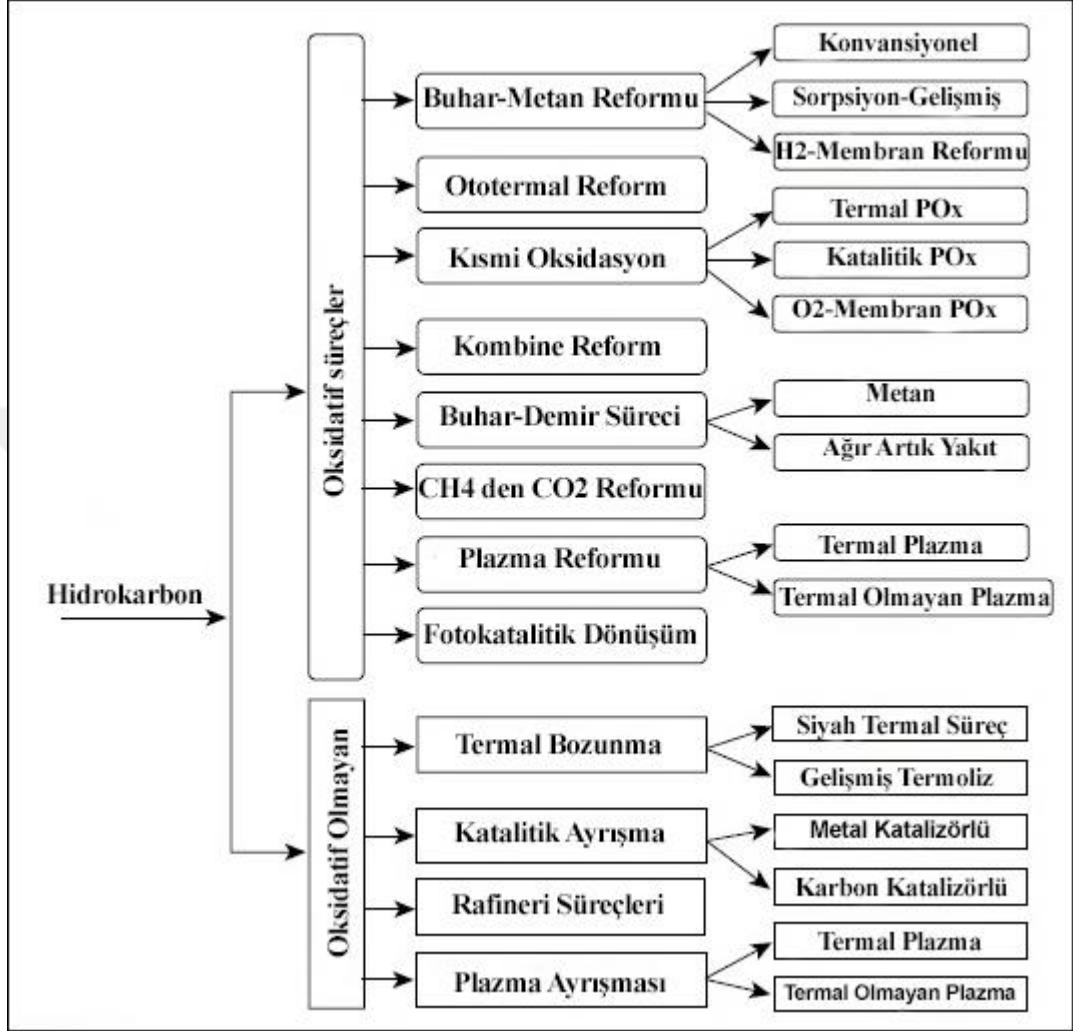 Hidrokarbon
Oksidatif süreçler
Buhar-Metan Reformu
Konvansiyonel
Sorpsiyon-Gelişmiş
H2-Membran Reformu
Ototermal Reform
Kısmi Oksidasyon
Termal POx
Katalitik POx
O2-Membran POx
Kombine Reform
Buhar-Demir Süreci
Metan
Ağır Artık Yakıt
CH4 den CO2 Reformu
Plazma Reformu
Termal Plazma
Termal Olmayan Plazma
Fotokatalitik Dönüşüm
Oksidatif Olmayan
Termal Bozunma
Siyah Termal Süreç
Gelişmiş Termoliz
Katalitik Ayrışma
Metal Katalizörlü
Karbon Katalizörlü
Rafineri Süreçleri
Plazma Ayrışması
Termal Plazma
Termal Olmayan Plazma